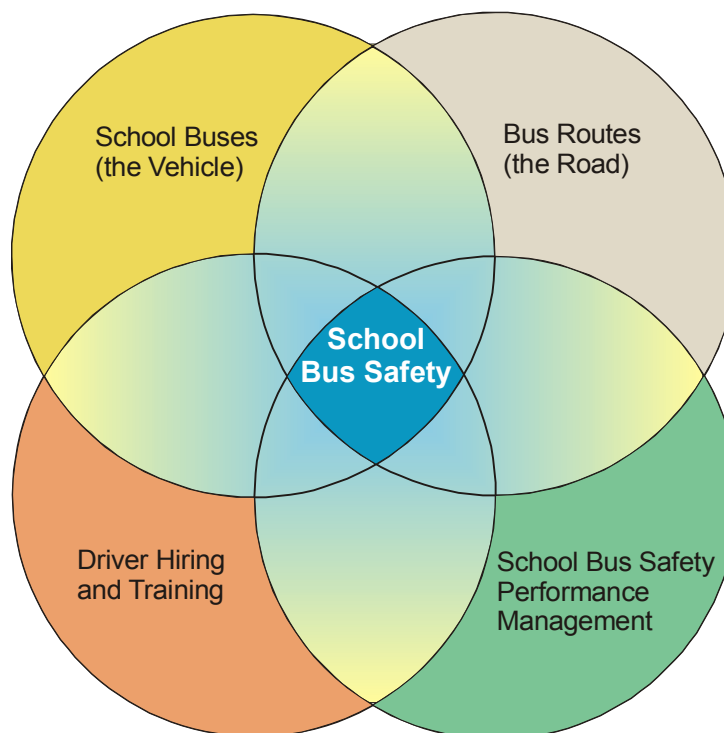 School Buses
(the Vehicle)
Bus Routes
(the Road)
School
Bus Safety
Driver Hiring
and Training
School Bus Safety
Performance
Management